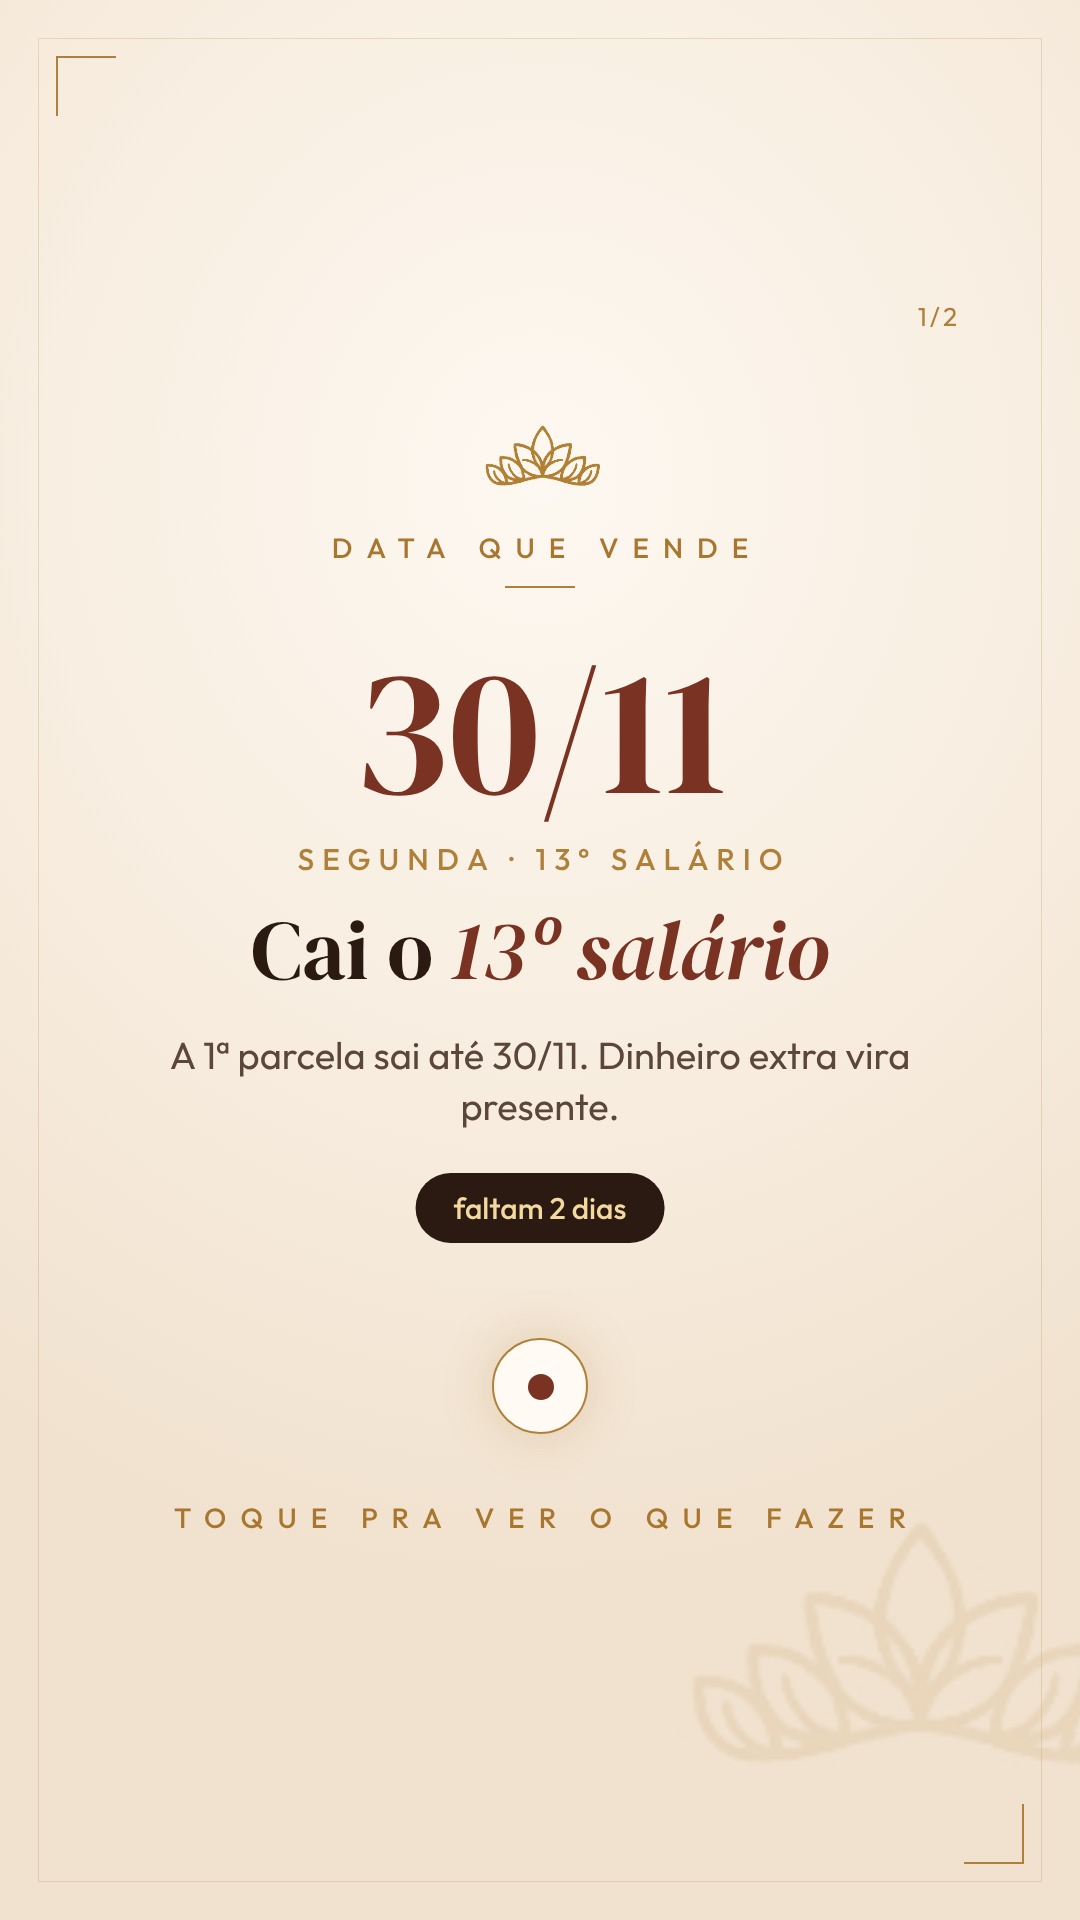 1/2
DATA QUE VENDE
30/11
SEGUNDA · 13º SALÁRIO
Cai o 13º salário
A 1ª parcela sai até 30/11. Dinheiro extra vira
presente.
faltam 2 dias
TOQUE PRA VER O QUE FAZER